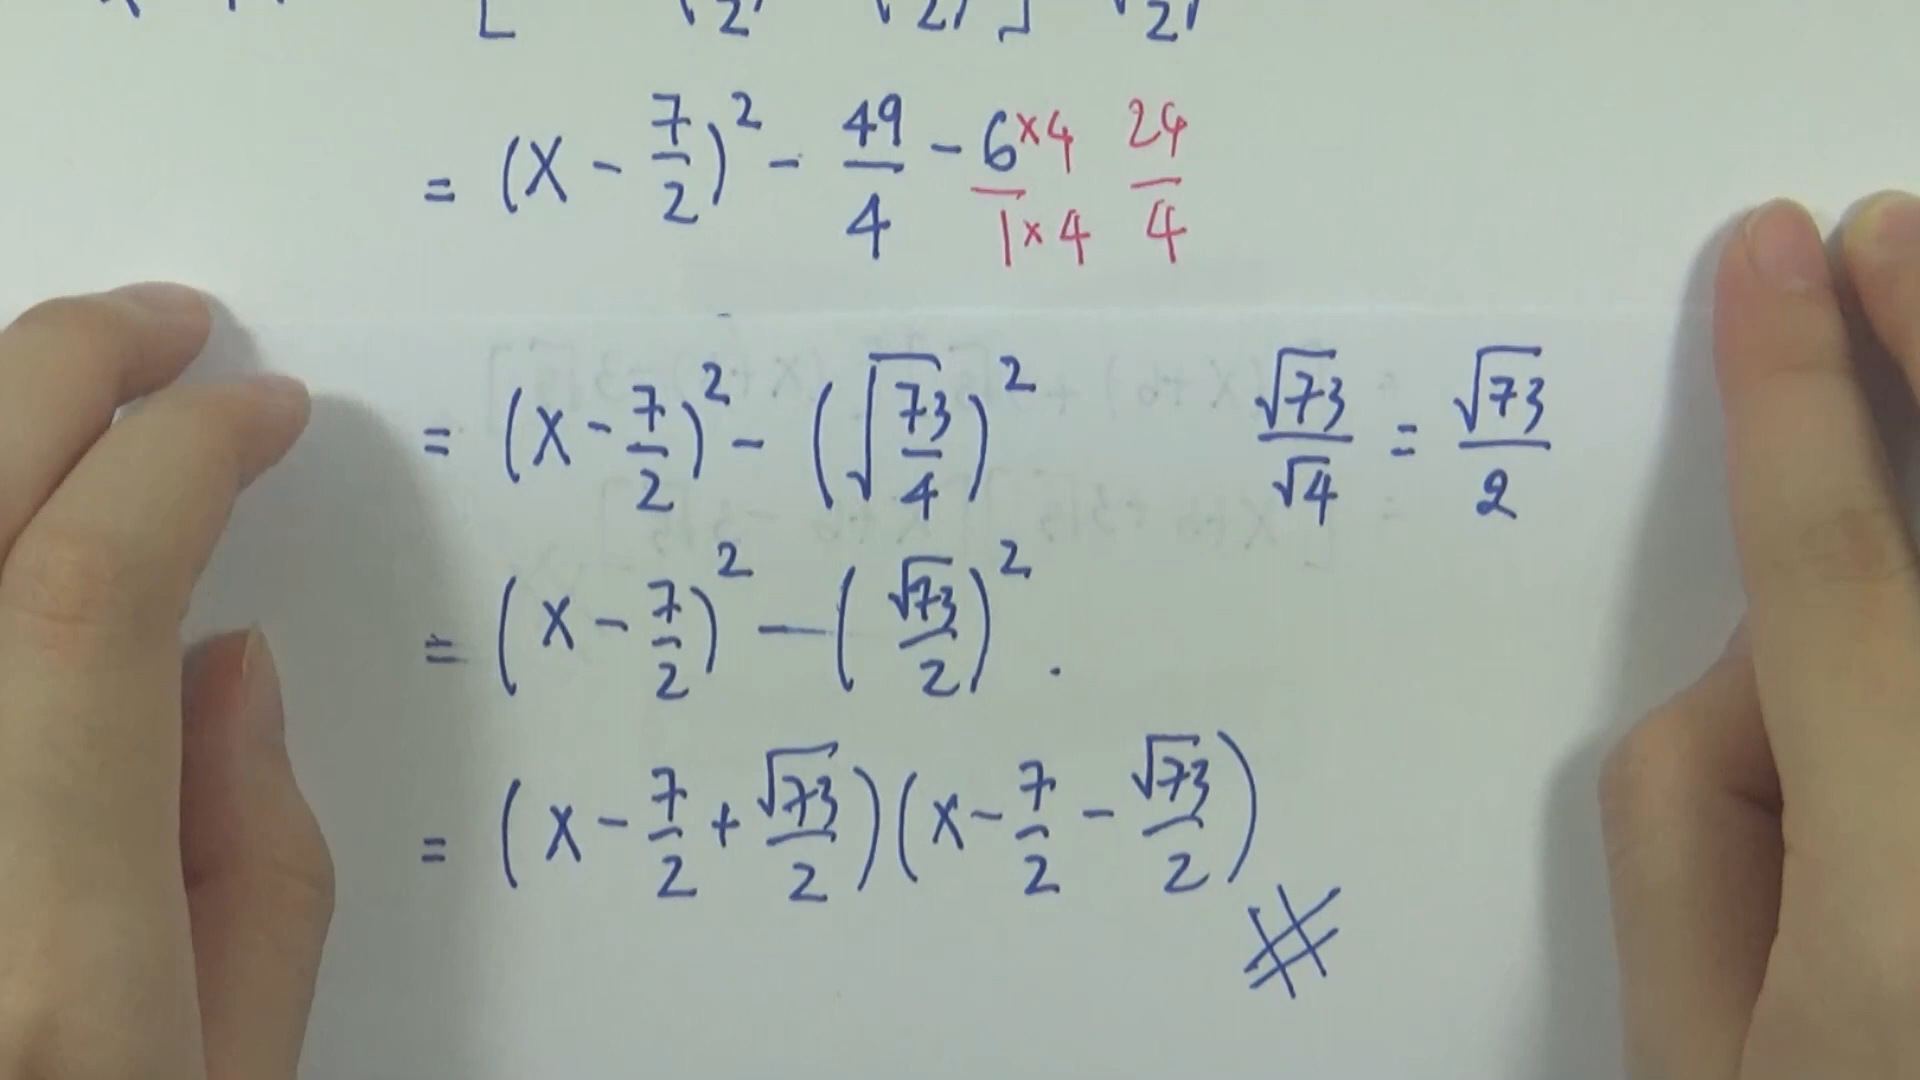 = (x - 7/2)² - 49/4 - 6×4/1×4 24/4
= (x - 7/2)² - (√(73/4))² √73/√4 = √73/2
= (x - 7/2)² - (√73/2)² .
= (x - 7/2 + √73/2)(x - 7/2 - √73/2)